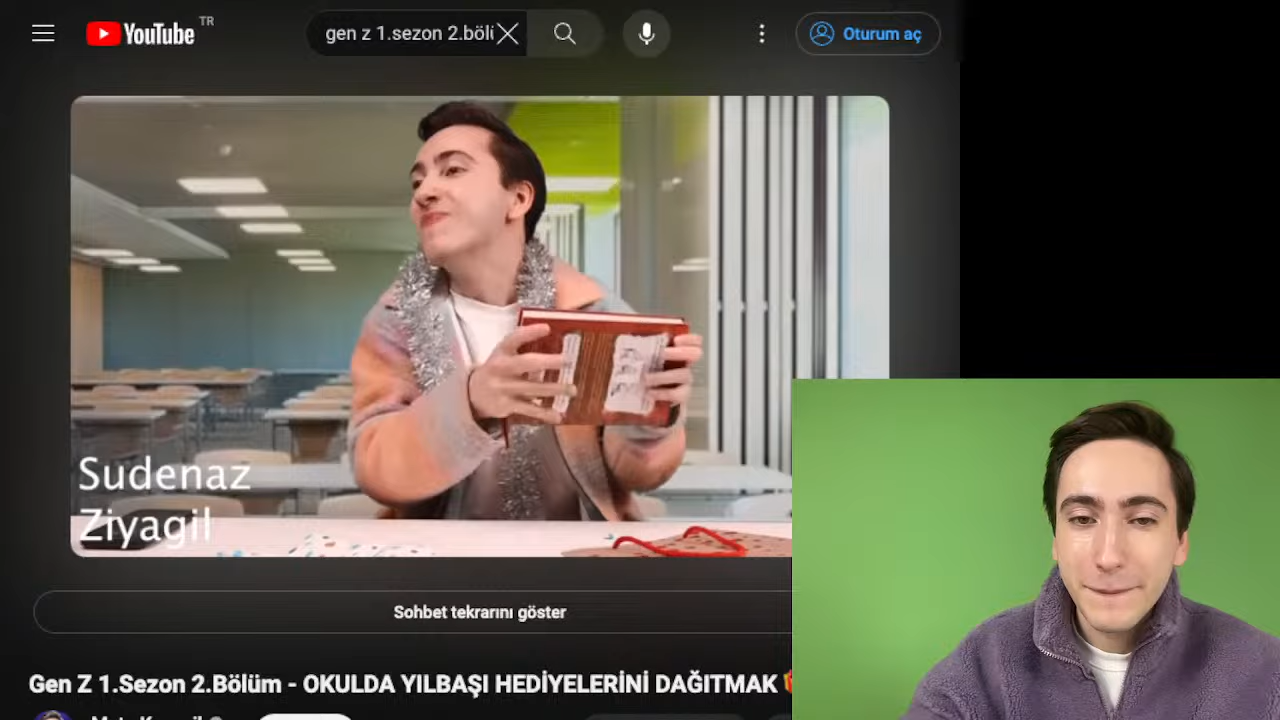 YouTube TR
gen z 1.sezon 2.böli
Oturum aç
Sudenaz
Ziyagil
Sohbet tekrarını göster
Gen Z 1.Sezon 2.Bölüm - OKULDA YILBAŞI HEDİYELERİNİ DAĞITMAK